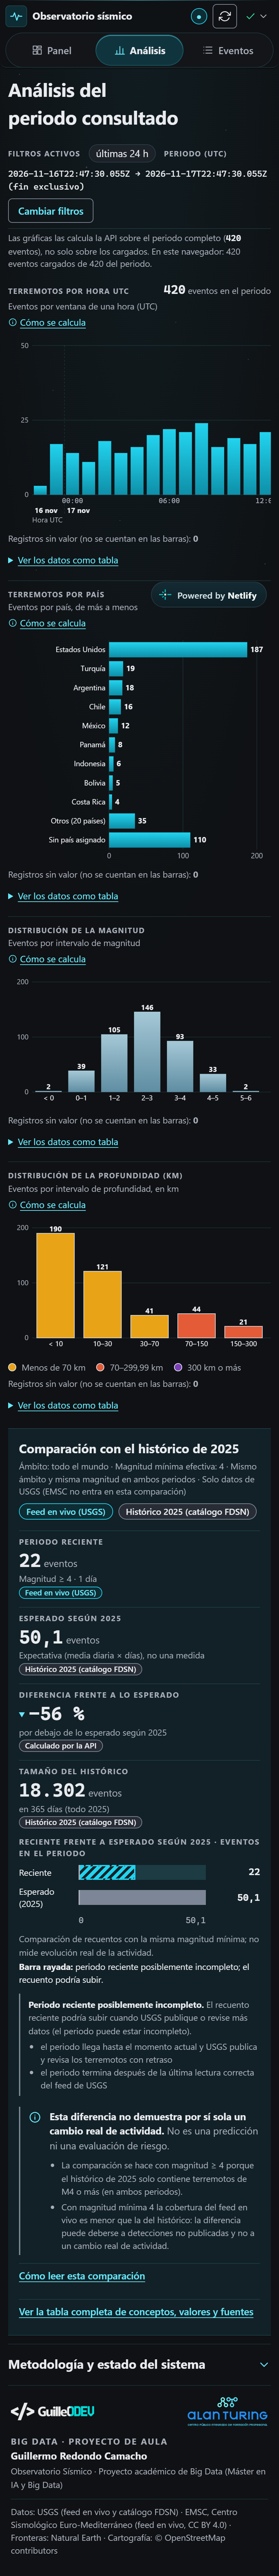 Observatorio sísmico
Panel
Análisis
Eventos
Análisis del
periodo consultado
FILTROS ACTIVOS
últimas 24 h
PERIODO (UTC)
2026-11-16T22:47:30.055Z → 2026-11-17T22:47:30.055Z
(fin exclusivo)
Cambiar filtros
Las gráficas las calcula la API sobre el periodo completo (420
eventos), no solo sobre los cargados. En este navegador: 420
eventos cargados de 420 del periodo.
TERREMOTOS POR HORA UTC
420 eventos en el periodo
Eventos por ventana de una hora (UTC)
Cómo se calcula
50
25
0
00:00
06:00
12:0
16 nov
17 nov
Hora UTC
Registros sin valor (no se cuentan en las barras): 0
Ver los datos como tabla
TERREMOTOS POR PAÍS
Eventos por país, de más a menos
Powered by Netlify
Cómo se calcula
Estados Unidos 187
Turquía 19
Argentina 18
Chile 16
México 12
Panamá 8
Indonesia 6
Bolivia 5
Costa Rica 4
Otros (20 países) 35
Sin país asignado 110
0
100
200
Registros sin valor (no se cuentan en las barras): 0
Ver los datos como tabla
DISTRIBUCIÓN DE LA MAGNITUD
Eventos por intervalo de magnitud
Cómo se calcula
200
100
0
2
39
105
146
93
33
2
< 0
0–1
1–2
2–3
3–4
4–5
5–6
Registros sin valor (no se cuentan en las barras): 0
Ver los datos como tabla
DISTRIBUCIÓN DE LA PROFUNDIDAD (KM)
Eventos por intervalo de profundidad, en km
Cómo se calcula
200
100
0
190
121
41
44
21
< 10
10–30
30–70
70–150
150–300
Menos de 70 km
70–299,99 km
300 km o más
Registros sin valor (no se cuentan en las barras): 0
Ver los datos como tabla
Comparación con el histórico de 2025
Ámbito: todo el mundo · Magnitud mínima efectiva: 4 · Mismo
ámbito y misma magnitud en ambos periodos · Solo datos de
USGS (EMSC no entra en esta comparación)
Feed en vivo (USGS)
Histórico 2025 (catálogo FDSN)
PERIODO RECIENTE
22 eventos
Magnitud ≥ 4 · 1 día
Feed en vivo (USGS)
ESPERADO SEGÚN 2025
50,1 eventos
Expectativa (media diaria × días), no una medida
Histórico 2025 (catálogo FDSN)
DIFERENCIA FRENTE A LO ESPERADO
▼ −56 %
por debajo de lo esperado según 2025
Calculado por la API
TAMAÑO DEL HISTÓRICO
18.302 eventos
en 365 días (todo 2025)
Histórico 2025 (catálogo FDSN)
RECIENTE FRENTE A ESPERADO SEGÚN 2025 · EVENTOS
EN EL PERIODO
Reciente 22
Esperado
(2025) 50,1
0
50,1
Comparación de recuentos con la misma magnitud mínima; no
mide evolución real de la actividad.
Barra rayada: periodo reciente posiblemente incompleto; el
recuento podría subir.
Periodo reciente posiblemente incompleto. El recuento
reciente podría subir cuando USGS publique o revise más
datos (el periodo puede estar incompleto).
• el periodo llega hasta el momento actual y USGS publica
y revisa los terremotos con retraso
• el periodo termina después de la última lectura correcta
del feed de USGS
Esta diferencia no demuestra por sí sola un
cambio real de actividad. No es una predicción
ni una evaluación de riesgo.
• La comparación se hace con magnitud ≥ 4 porque
el histórico de 2025 solo contiene terremotos de
M4 o más (en ambos periodos).
• Con magnitud mínima 4 la cobertura del feed en
vivo es menor que la del histórico: la diferencia
puede deberse a detecciones no publicadas y no a
un cambio real de actividad.
Cómo leer esta comparación
Ver la tabla completa de conceptos, valores y fuentes
Metodología y estado del sistema
</> GuilleDDEV
ALAN TURING
BIG DATA · PROYECTO DE AULA
Guillermo Redondo Camacho
Observatorio Sísmico · Proyecto académico de Big Data (Máster en
IA y Big Data)
Datos: USGS (feed en vivo y catálogo FDSN) · EMSC, Centro
Sismológico Euro-Mediterráneo (feed en vivo, CC BY 4.0) ·
Fronteras: Natural Earth · Cartografía: © OpenStreetMap
contributors